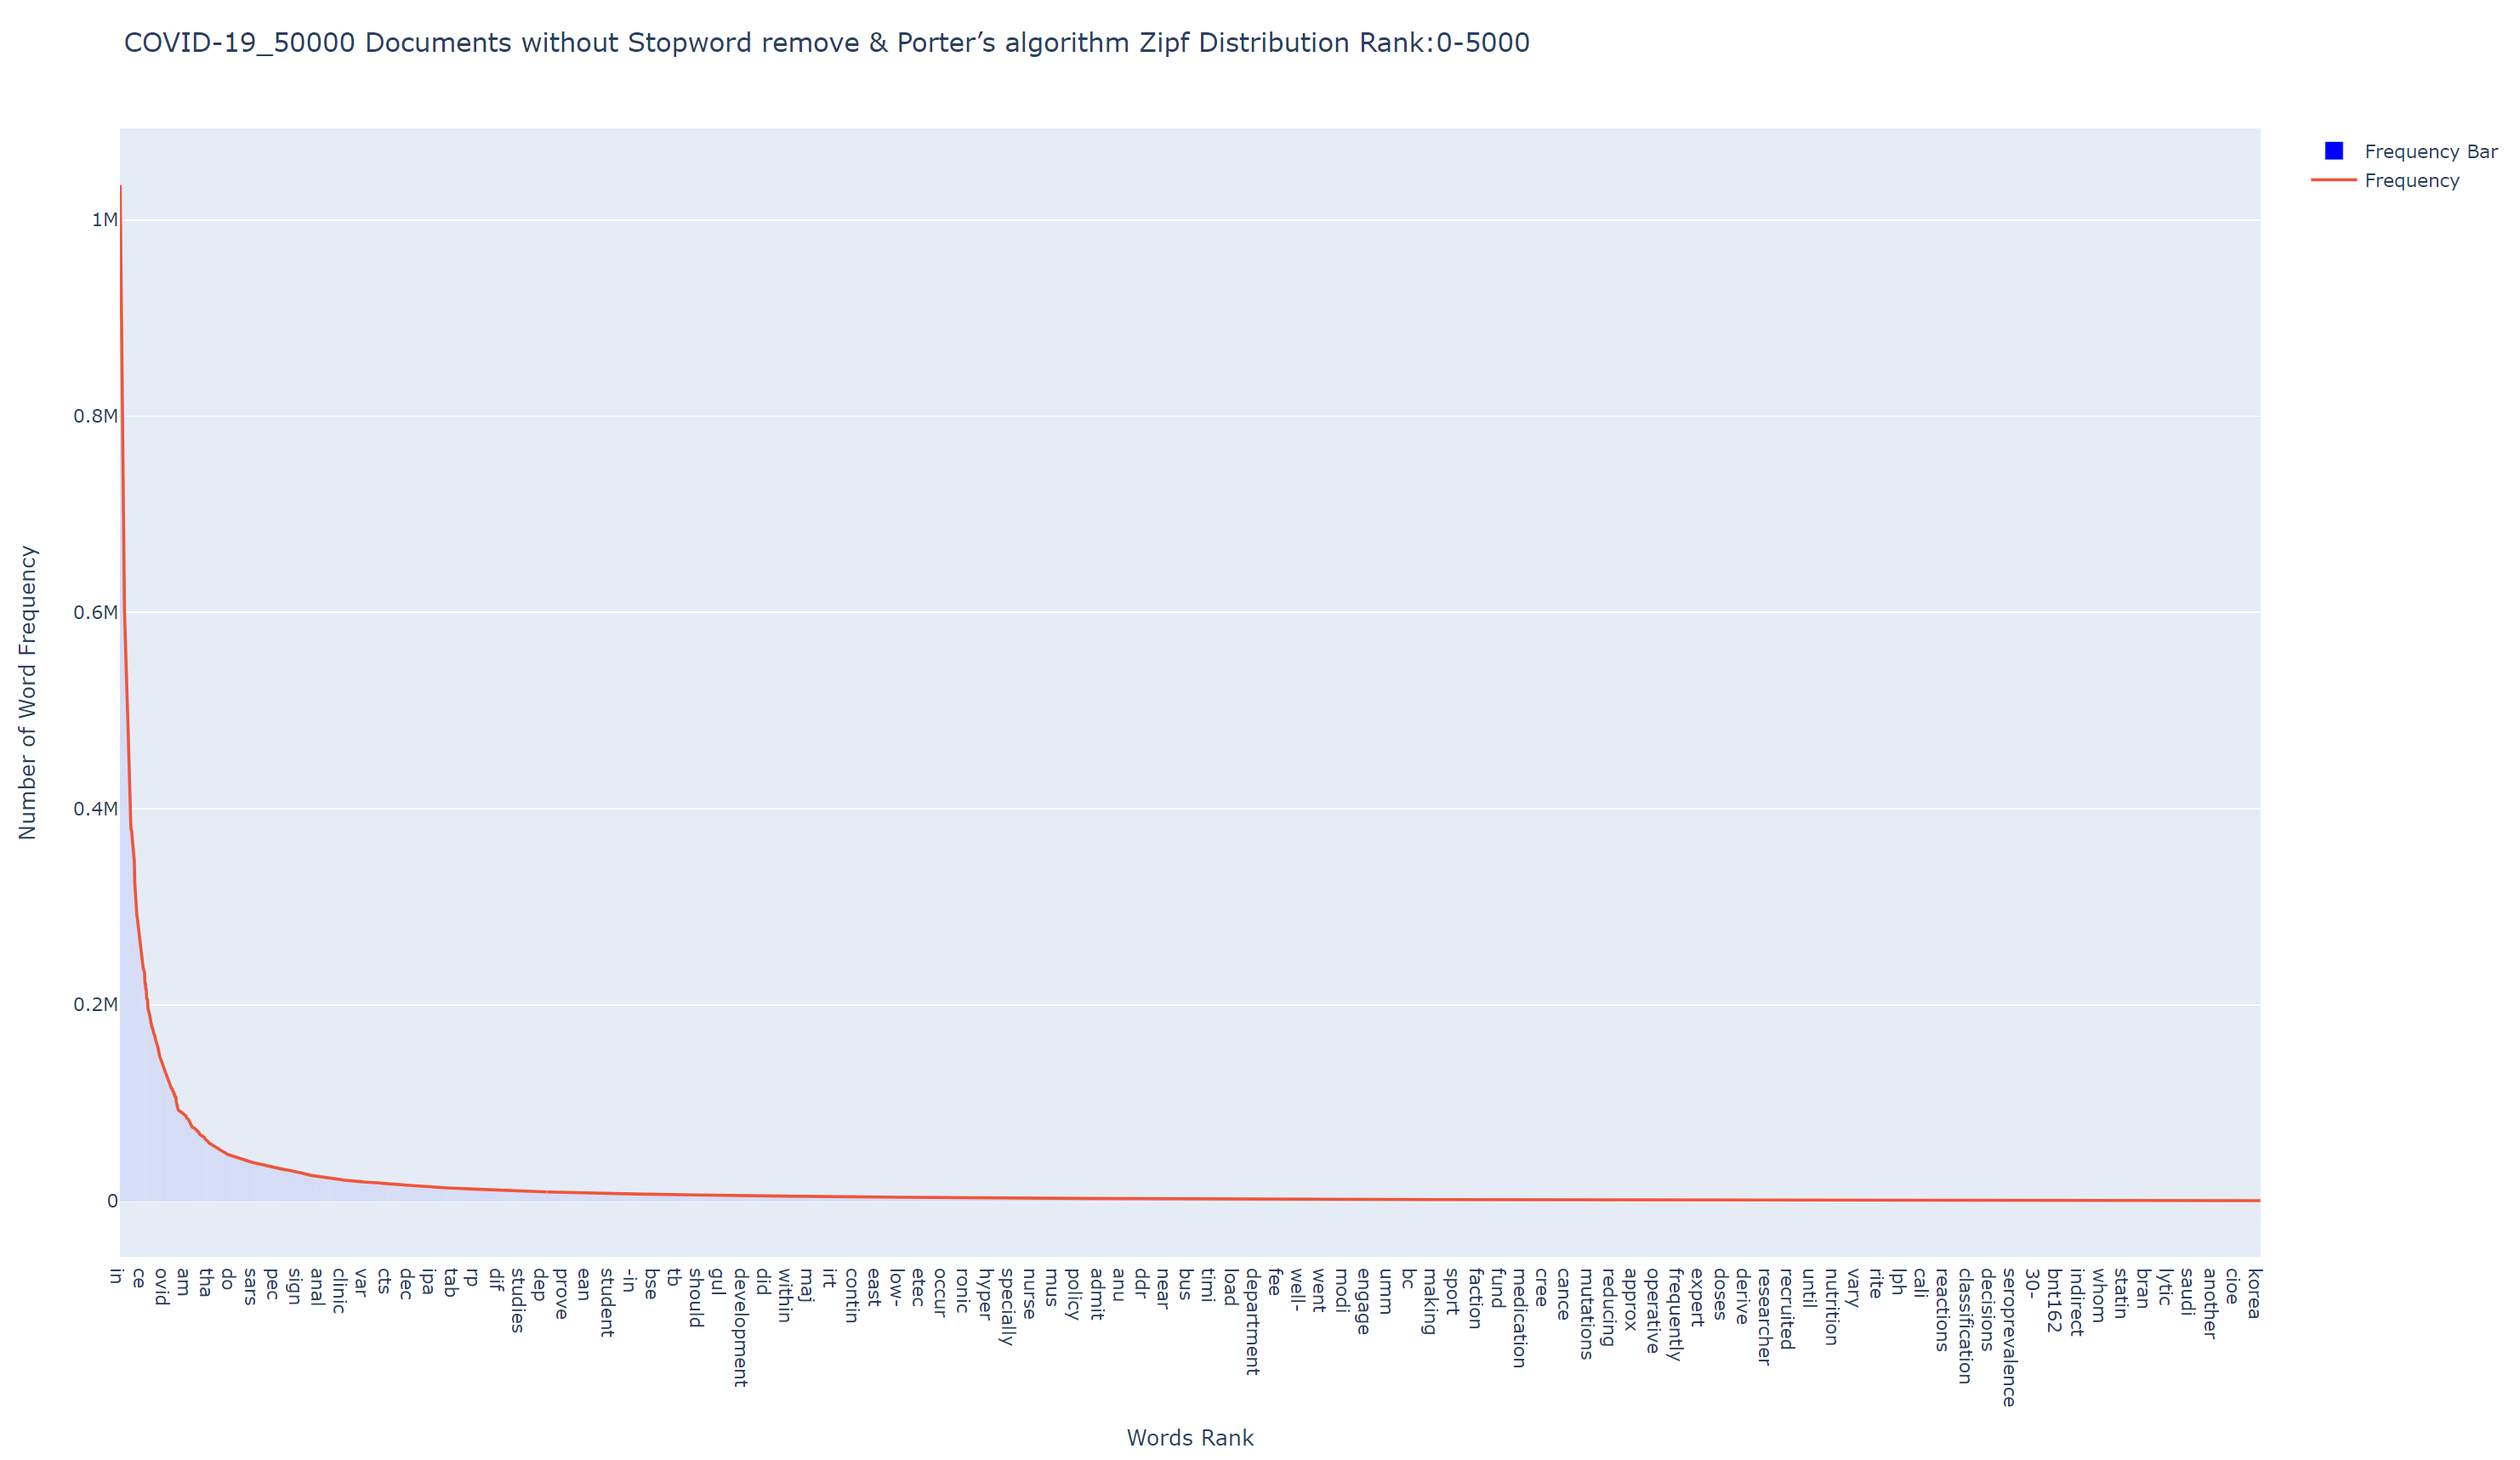 COVID-19_50000 Documents without Stopword remove & Porter’s algorithm Zipf Distribution Rank:0-5000
Frequency Bar
Frequency
1M
0.8M
0.6M
0.4M
0.2M
0
Number of Word Frequency
in
ce
ovid
am
tha
do
sars
pec
sign
anal
clinic
var
cts
dec
ipa
tab
rp
dif
studies
dep
prove
ean
student
-in
bse
tb
should
gul
development
did
within
maj
irt
contin
east
low-
etec
occur
ronic
hyper
specially
nurse
mus
policy
admit
anu
ddr
near
bus
timi
load
department
fee
well-
went
modi
engage
umm
bc
making
sport
faction
fund
medication
cree
cance
mutations
reducing
approx
operative
frequently
expert
doses
derive
researcher
recruited
until
nutrition
vary
rite
lph
cali
reactions
classification
decisions
seroprevalence
30-
bnt162
indirect
whom
statin
bran
lytic
saudi
another
cioe
korea
Words Rank